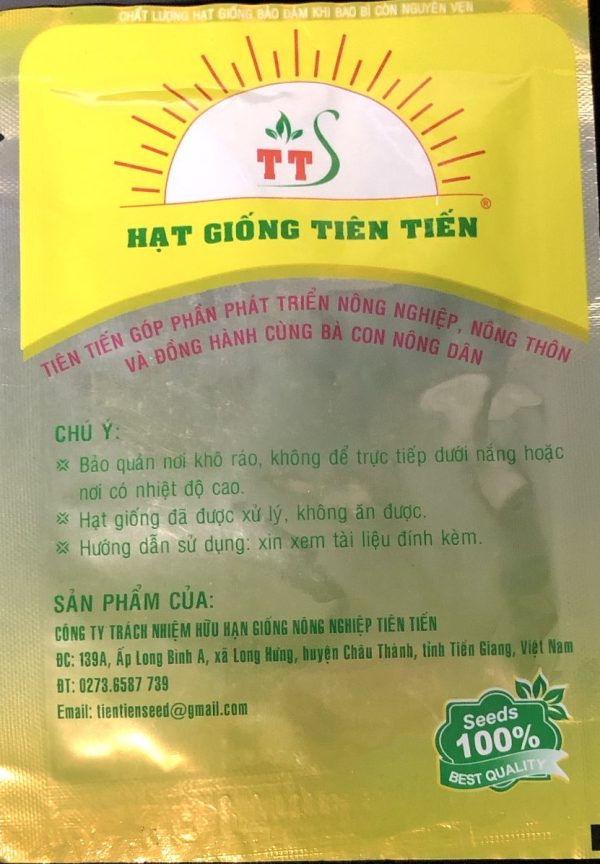 CHẤT LƯỢNG HẠT GIỐNG BẢO ĐẢM KHI BAO BÌ CÒN NGUYÊN VẸN
TTS
®
HẠT GIỐNG TIÊN TIẾN
TIÊN TIẾN GÓP PHẦN PHÁT TRIỂN NÔNG NGHIỆP, NÔNG THÔN
VÀ ĐỒNG HÀNH CÙNG BÀ CON NÔNG DÂN
CHÚ Ý:
※ Bảo quản nơi khô ráo, không để trực tiếp dưới nắng hoặc
nơi có nhiệt độ cao.
※ Hạt giống đã được xử lý, không ăn được.
※ Hướng dẫn sử dụng: xin xem tài liệu đính kèm.
SẢN PHẨM CỦA:
CÔNG TY TRÁCH NHIỆM HỮU HẠN GIỐNG NÔNG NGHIỆP TIÊN TIẾN
ĐC: 139A, Ấp Long Bình A, xã Long Hưng, huyện Châu Thành, tỉnh Tiền Giang, Việt Nam
ĐT: 0273.6587 739
Email: tientienseed@gmail.com
Seeds
100%
BEST QUALITY